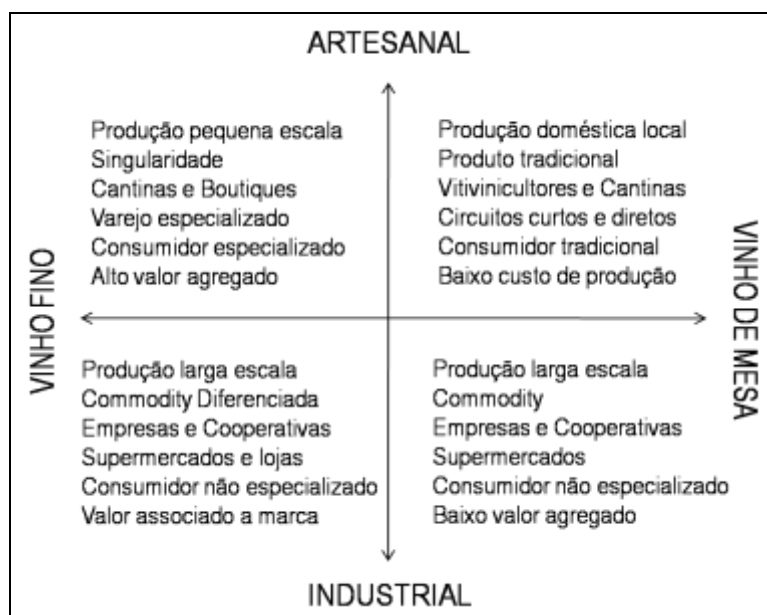 ARTESANAL
Produção pequena escala
Singularidade
Cantinas e Boutiques
Varejo especializado
Consumidor especializado
Alto valor agregado
Produção doméstica local
Produto tradicional
Vitivinicultores e Cantinas
Circuitos curtos e diretos
Consumidor tradicional
Baixo custo de produção
VINHO FINO
VINHO DE MESA
Produção larga escala
Commodity Diferenciada
Empresas e Cooperativas
Supermercados e lojas
Consumidor não especializado
Valor associado a marca
Produção larga escala
Commodity
Empresas e Cooperativas
Supermercados
Consumidor não especializado
Baixo valor agregado
INDUSTRIAL